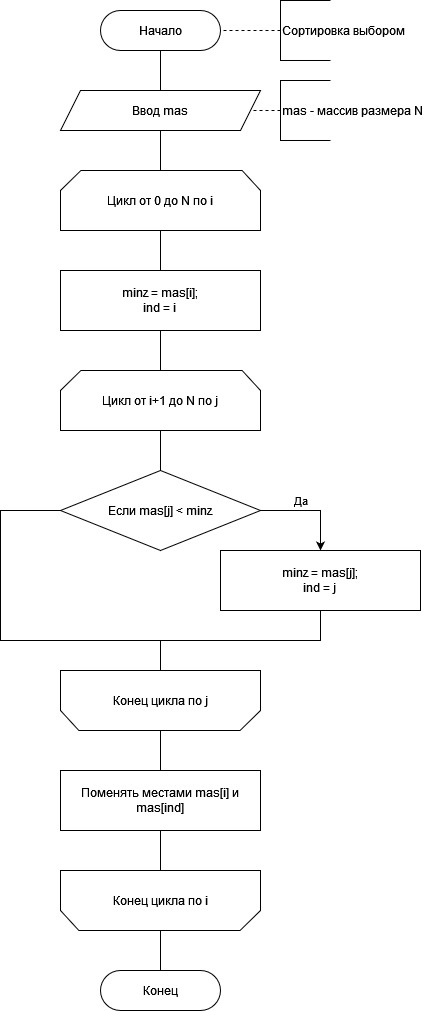 Начало
Сортировка выбором
Ввод mas
mas - массив размера N
Цикл от 0 до N по i
minz = mas[i];
ind = i
Цикл от i+1 до N по j
Если mas[j] < minz
Да
minz = mas[j];
ind = j
Конец цикла по j
Поменять местами mas[i] и
mas[ind]
Конец цикла по i
Конец